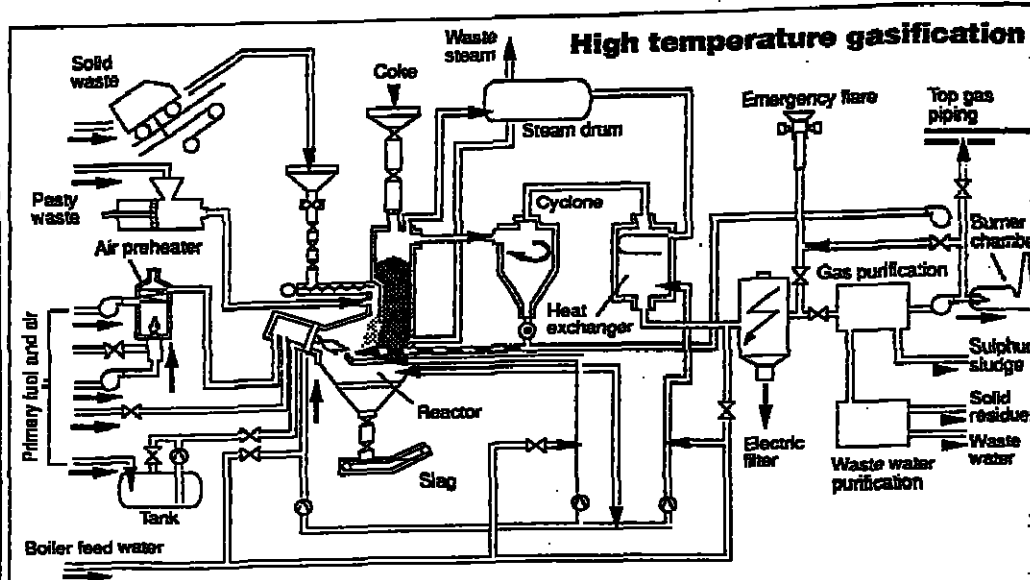 High temperature gasification
Waste
steam
Solid
waste
Coke
Emergency flare
Top gas
piping
Steam drum
Pasty
waste
Cyclone
Air preheater
Burner
chambe
Gas purification
Heat
exchanger
Primary fuel and air
Sulphu
sludge
Reactor
Solid
residue
Electric
filter
Waste
water
Slag
Waste water
purification
Tank
Boiler feed water